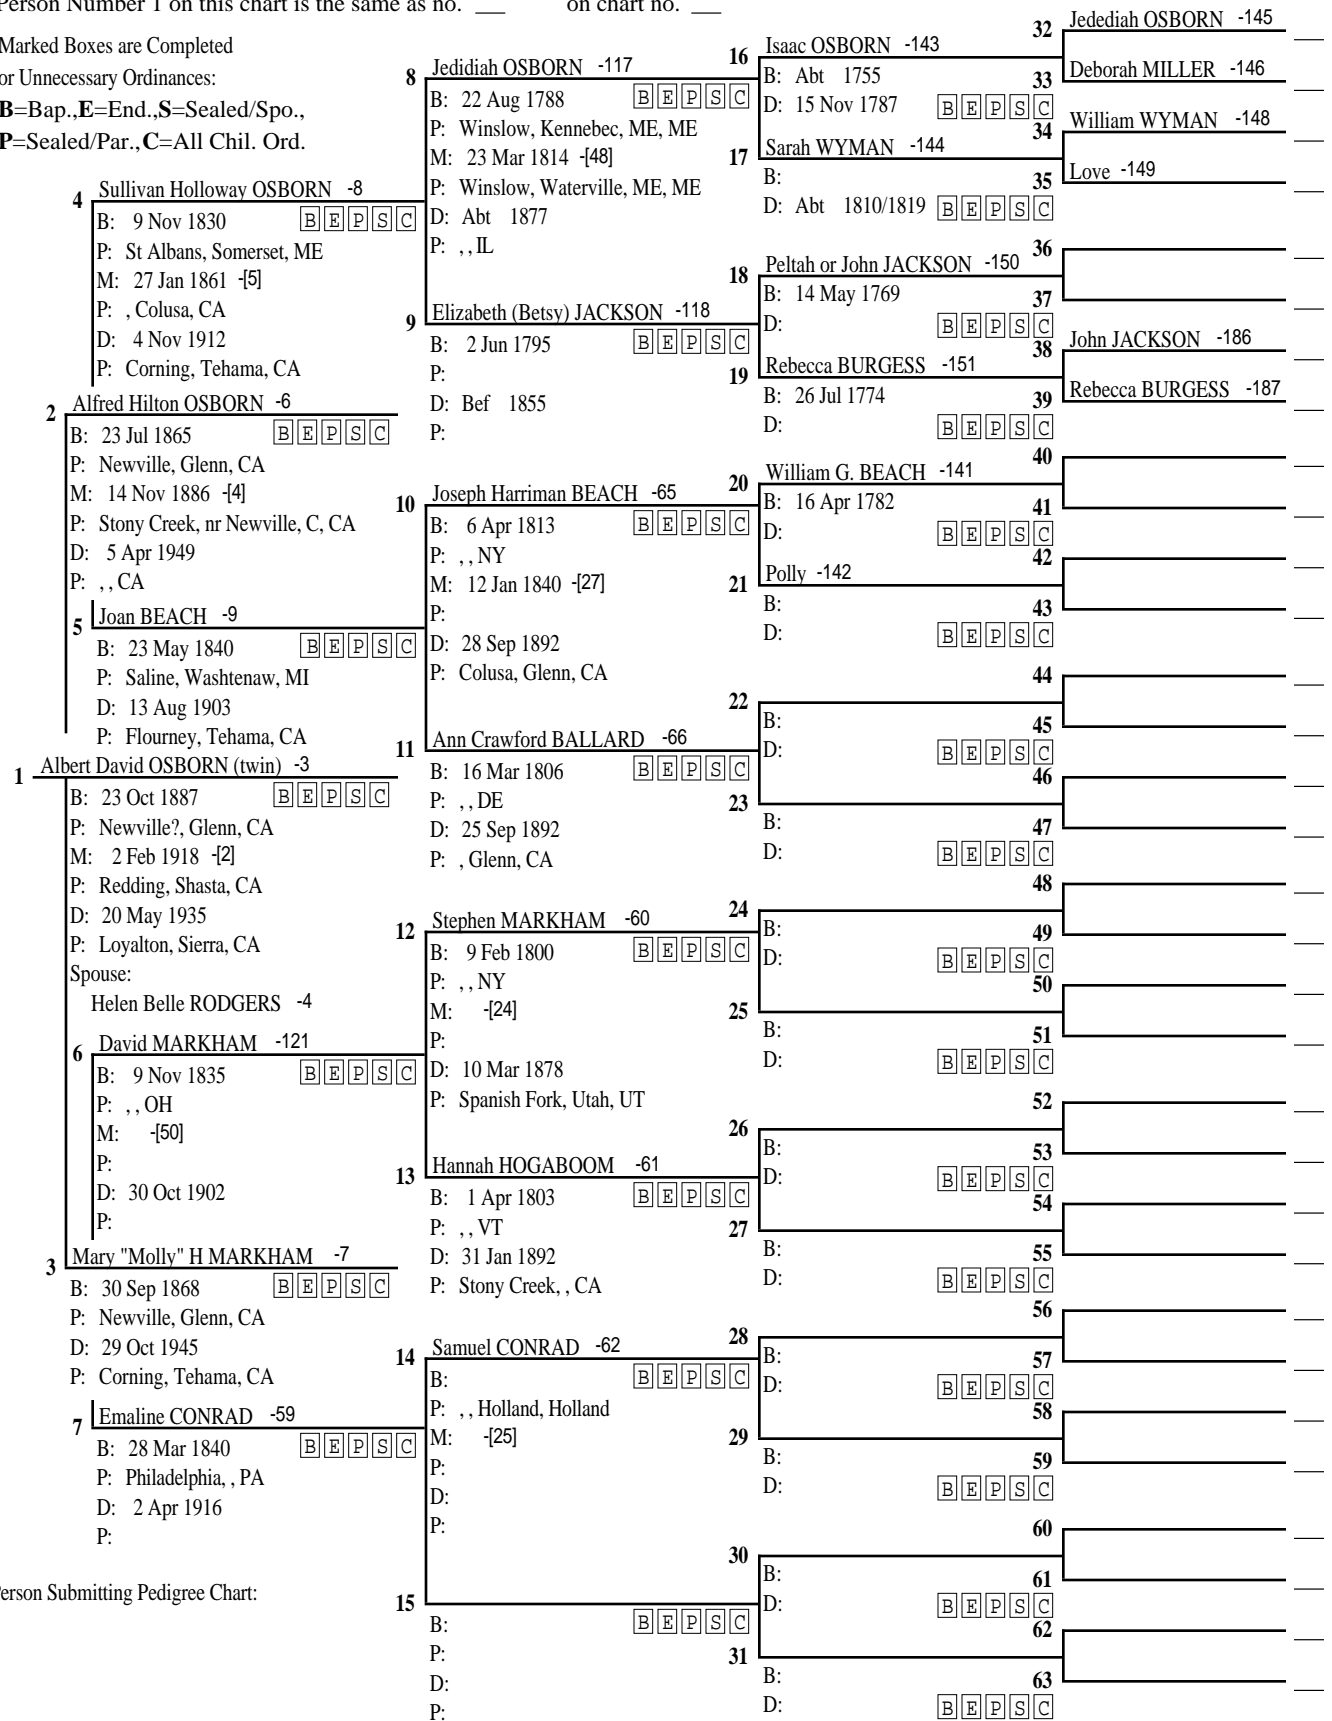 Person Number 1 on this chart is the same as no. ___ on chart no. ___
Marked Boxes are Completed
or Unnecessary Ordinances:
B=Bap.,E=End.,S=Sealed/Spo.,
P=Sealed/Par.,C=All Chil. Ord.
4 Sullivan Holloway OSBORN -8
B: 9 Nov 1830 B E P S C
P: St Albans, Somerset, ME
M: 27 Jan 1861 -[5]
P: , Colusa, CA
D: 4 Nov 1912
P: Corning, Tehama, CA
2 Alfred Hilton OSBORN -6
B: 23 Jul 1865 B E P S C
P: Newville, Glenn, CA
M: 14 Nov 1886 -[4]
P: Stony Creek, nr Newville, C, CA
D: 5 Apr 1949
P: , , CA
5 Joan BEACH -9
B: 23 May 1840 B E P S C
P: Saline, Washtenaw, MI
D: 13 Aug 1903
P: Flourney, Tehama, CA
1 Albert David OSBORN (twin) -3
B: 23 Oct 1887 B E P S C
P: Newville?, Glenn, CA
M: 2 Feb 1918 -[2]
P: Redding, Shasta, CA
D: 20 May 1935
P: Loyalton, Sierra, CA
Spouse:
Helen Belle RODGERS -4
6 David MARKHAM -121
B: 9 Nov 1835 B E P S C
P: , , OH
M: -[50]
P:
D: 30 Oct 1902
P:
3 Mary "Molly" H MARKHAM -7
B: 30 Sep 1868 B E P S C
P: Newville, Glenn, CA
D: 29 Oct 1945
P: Corning, Tehama, CA
7 Emaline CONRAD -59
B: 28 Mar 1840 B E P S C
P: Philadelphia, , PA
D: 2 Apr 1916
P:
Person Submitting Pedigree Chart:
8 Jedidiah OSBORN -117
B: 22 Aug 1788 B E P S C
P: Winslow, Kennebec, ME, ME
M: 23 Mar 1814 -[48]
P: Winslow, Waterville, ME, ME
D: Abt 1877
P: , , IL
9 Elizabeth (Betsy) JACKSON -118
B: 2 Jun 1795 B E P S C
P:
D: Bef 1855
P:
10 Joseph Harriman BEACH -65
B: 6 Apr 1813 B E P S C
P: , , NY
M: 12 Jan 1840 -[27]
P:
D: 28 Sep 1892
P: Colusa, Glenn, CA
11 Ann Crawford BALLARD -66
B: 16 Mar 1806 B E P S C
P: , , DE
D: 25 Sep 1892
P: , Glenn, CA
12 Stephen MARKHAM -60
B: 9 Feb 1800 B E P S C
P: , , NY
M: -[24]
P:
D: 10 Mar 1878
P: Spanish Fork, Utah, UT
13 Hannah HOGABOOM -61
B: 1 Apr 1803 B E P S C
P: , , VT
D: 31 Jan 1892
P: Stony Creek, , CA
14 Samuel CONRAD -62
B: B E P S C
P: , , Holland, Holland
M: -[25]
P:
D:
P:
15
B: B E P S C
P:
D:
P:
16 Isaac OSBORN -143
B: Abt 1755
D: 15 Nov 1787 B E P S C
17 Sarah WYMAN -144
B:
D: Abt 1810/1819 B E P S C
18 Peltah or John JACKSON -150
B: 14 May 1769
D: B E P S C
19 Rebecca BURGESS -151
B: 26 Jul 1774
D: B E P S C
20 William G. BEACH -141
B: 16 Apr 1782
D: B E P S C
21 Polly -142
B:
D: B E P S C
22
B:
D: B E P S C
23
B:
D: B E P S C
24
B:
D: B E P S C
25
B:
D: B E P S C
26
B:
D: B E P S C
27
B:
D: B E P S C
28
B:
D: B E P S C
29
B:
D: B E P S C
30
B:
D: B E P S C
31
B:
D: B E P S C
32 Jedediah OSBORN -145
33 Deborah MILLER -146
34 William WYMAN -148
35 Love -149
36
37
38 John JACKSON -186
39 Rebecca BURGESS -187
40
41
42
43
44
45
46
47
48
49
50
51
52
53
54
55
56
57
58
59
60
61
62
63